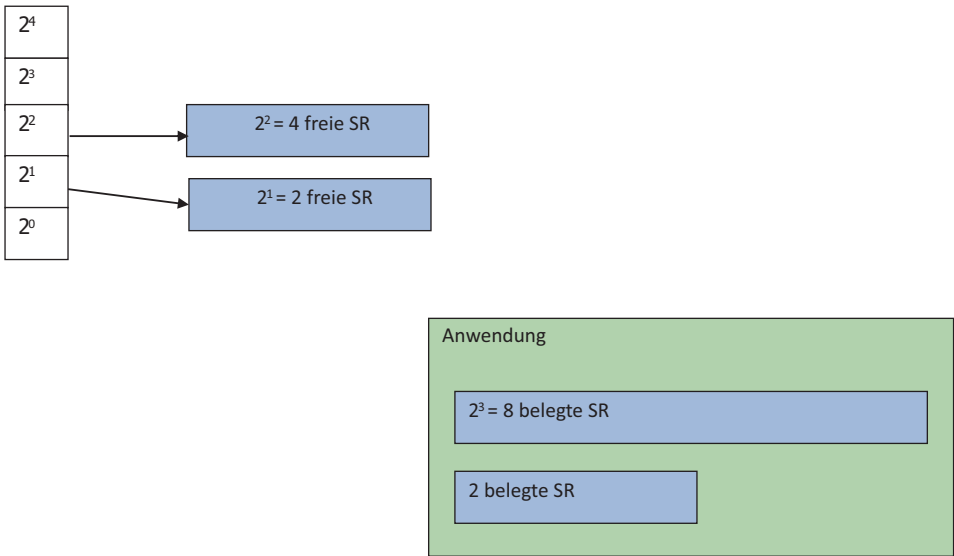 2⁴
2³
2²
2² = 4 freie SR
2¹
2¹ = 2 freie SR
2⁰
Anwendung
2³ = 8 belegte SR
2 belegte SR